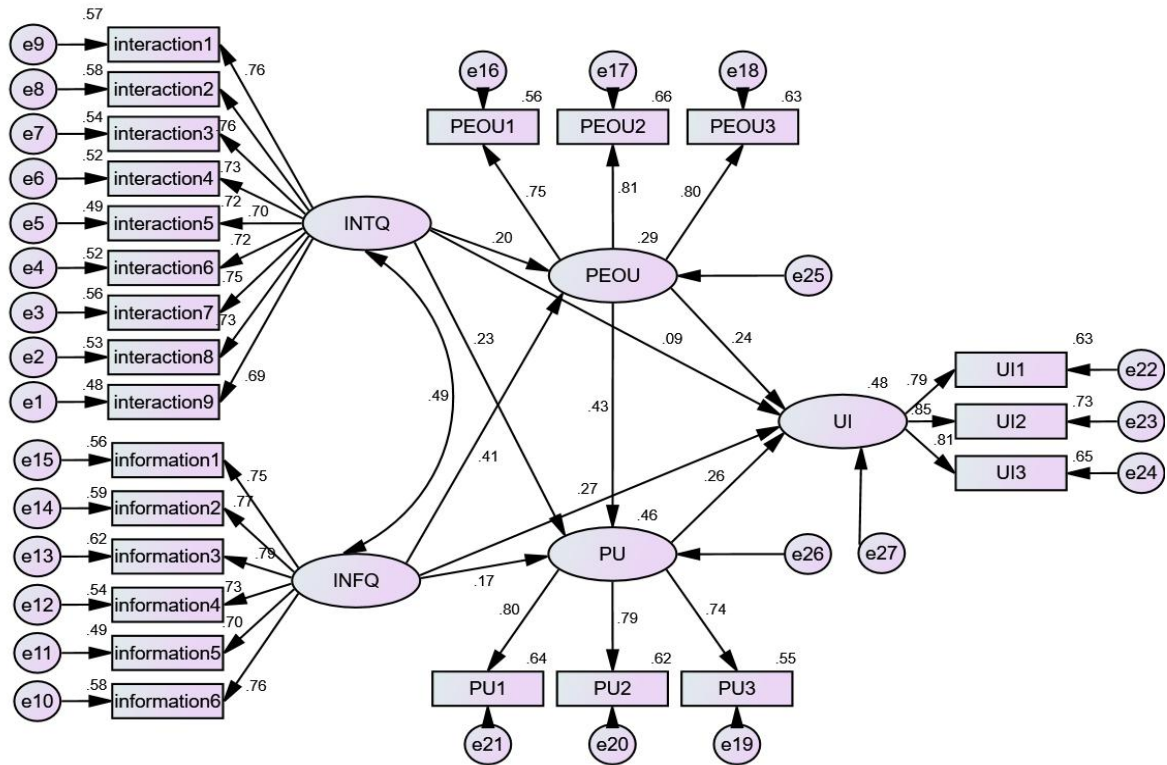 .57
e9
interaction1
.76
.58
e8
interaction2
.76
.54
e7
interaction3
.73
.52
e6
interaction4
.72
.49
e5
interaction5
.70
.52
e4
interaction6
.72
.56
e3
interaction7
.75
.53
e2
interaction8
.73
.48
e1
interaction9
.69
INTQ
.49
.56
e15
information1
.75
.59
e14
information2
.77
.62
e13
information3
.79
.54
e12
information4
.73
.49
e11
information5
.70
.58
e10
information6
.76
INFQ
e16
e17
e18
.56
.66
.63
PEOU1
PEOU2
PEOU3
.75
.81
.80
.20
.29
PEOU
e25
.23
.09
.24
.43
.41
.27
.26
.17
.46
PU
e26
.48
UI
e27
.79
.85
.81
.63
UI1
e22
.73
UI2
e23
.65
UI3
e24
.80
.79
.74
.64
.62
.55
PU1
PU2
PU3
e21
e20
e19